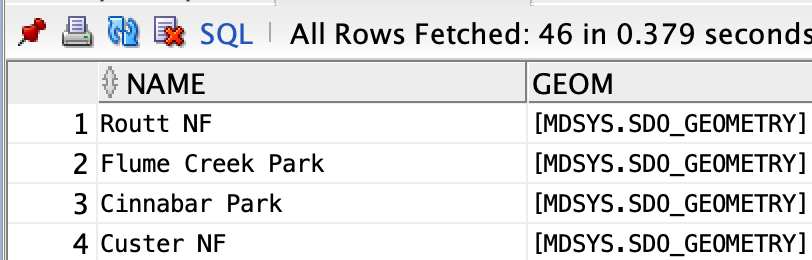 SQL | All Rows Fetched: 46 in 0.379 seconds
NAME GEOM
1 Routt NF [MDSYS.SDO_GEOMETRY]
2 Flume Creek Park [MDSYS.SDO_GEOMETRY]
3 Cinnabar Park [MDSYS.SDO_GEOMETRY]
4 Custer NF [MDSYS.SDO_GEOMETRY]